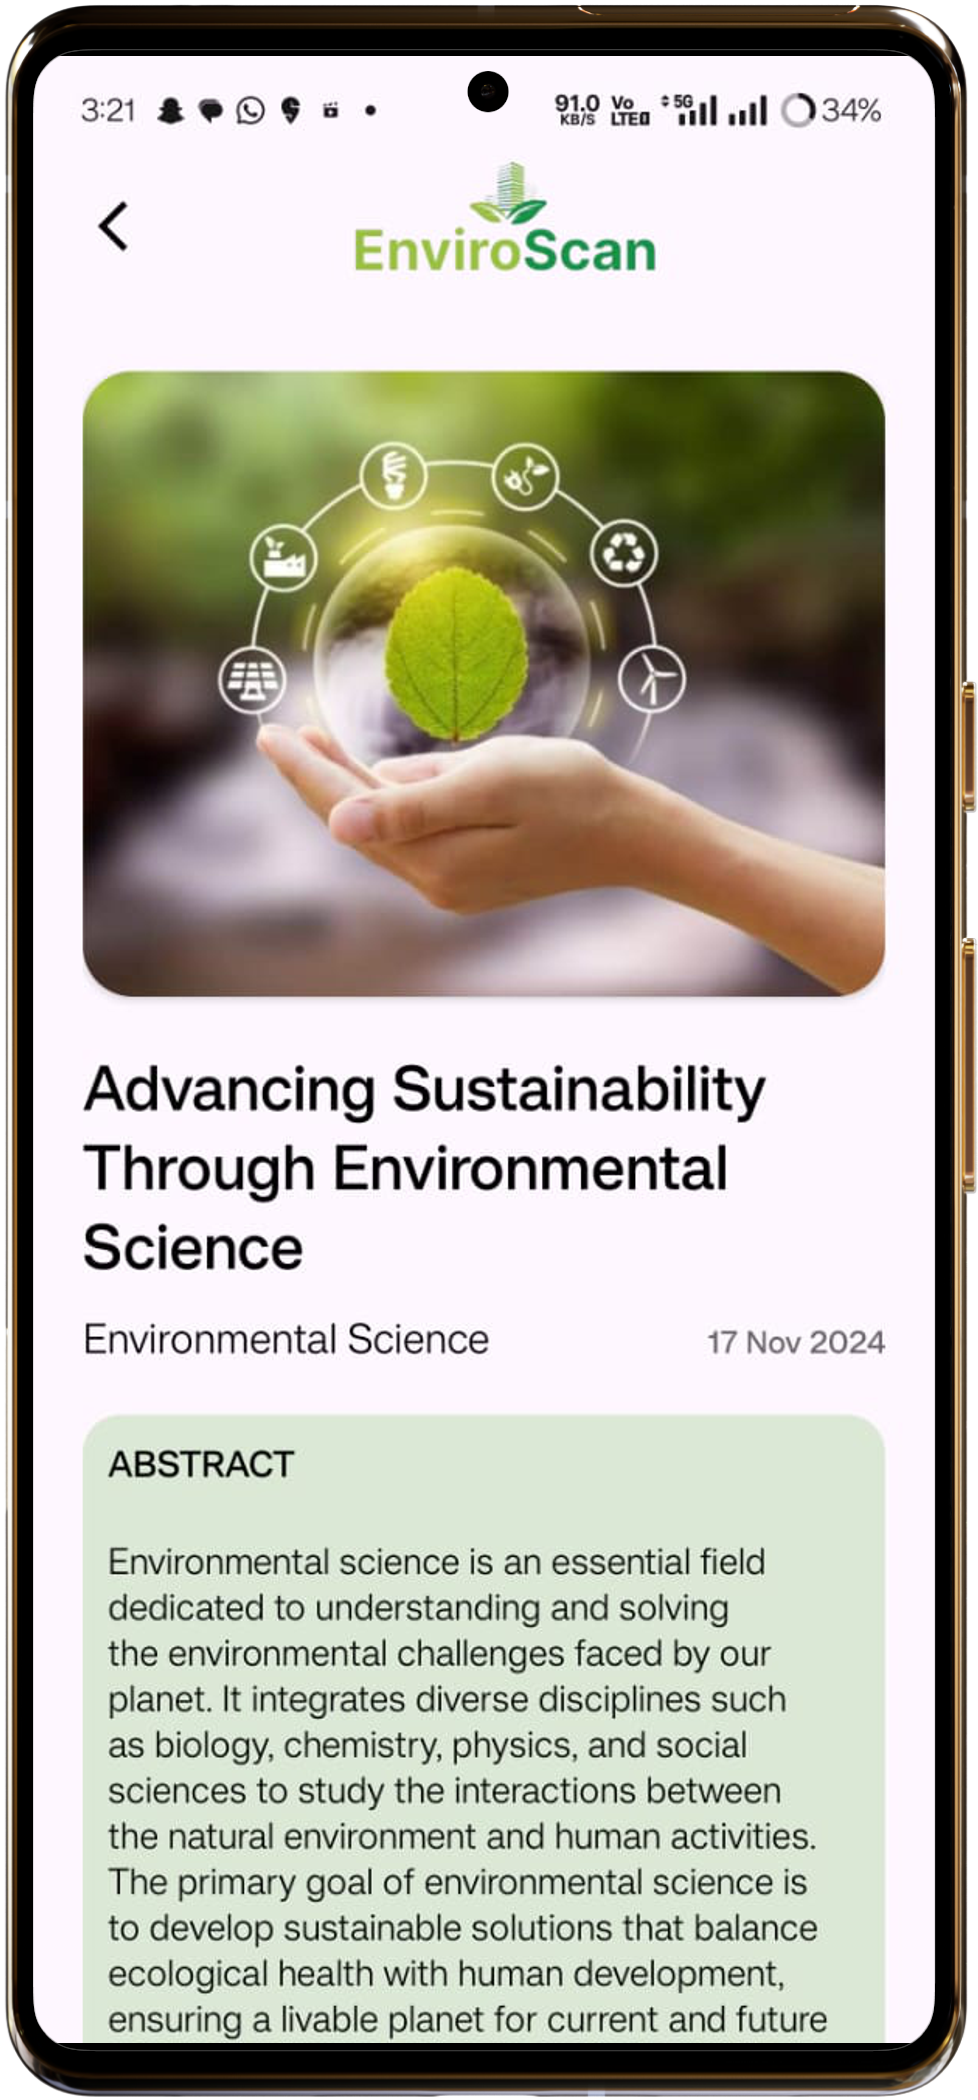 3:21
91.0 KB/S Vo LTE 5G 34%
EnviroScan
Advancing Sustainability
Through Environmental
Science
Environmental Science 17 Nov 2024
ABSTRACT
Environmental science is an essential field
dedicated to understanding and solving
the environmental challenges faced by our
planet. It integrates diverse disciplines such
as biology, chemistry, physics, and social
sciences to study the interactions between
the natural environment and human activities.
The primary goal of environmental science is
to develop sustainable solutions that balance
ecological health with human development,
ensuring a livable planet for current and future